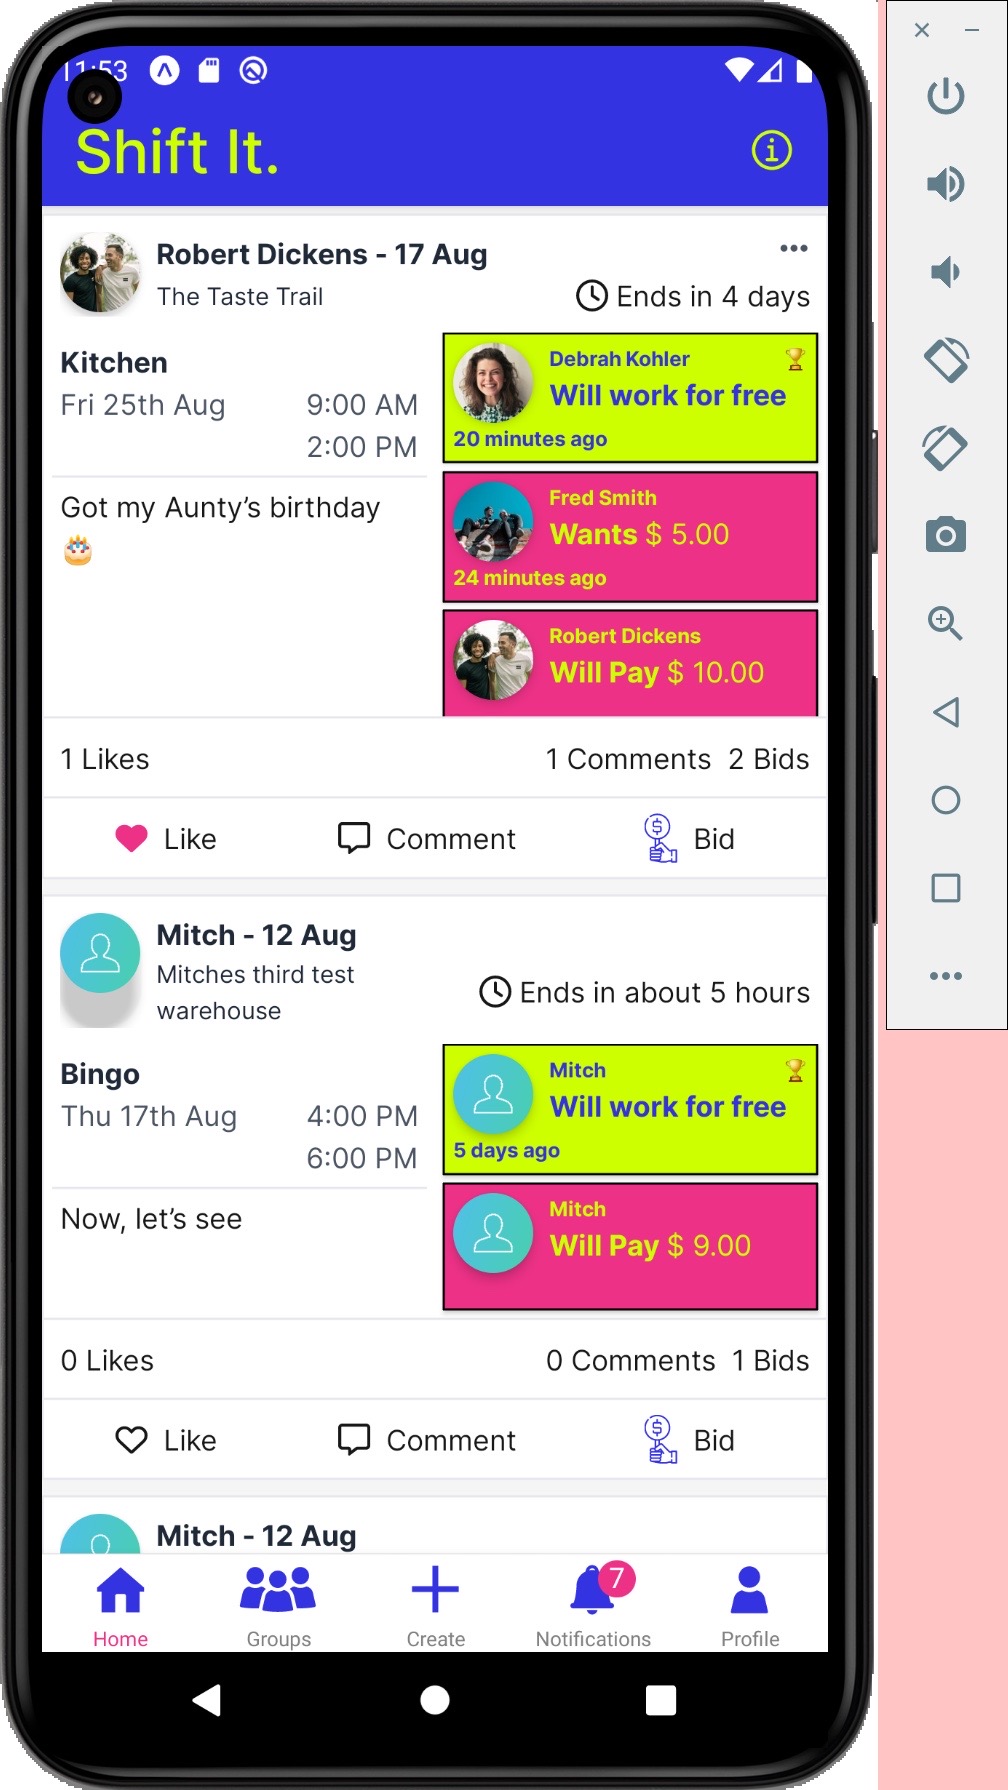 11:53
Shift It.
Robert Dickens - 17 Aug
The Taste Trail
Ends in 4 days
Kitchen
Fri 25th Aug 9:00 AM
2:00 PM
Got my Aunty’s birthday
🎂
Debrah Kohler 🏆
Will work for free
20 minutes ago
Fred Smith
Wants $ 5.00
24 minutes ago
Robert Dickens
Will Pay $ 10.00
1 Likes 1 Comments 2 Bids
Like Comment Bid
Mitch - 12 Aug
Mitches third test
warehouse
Ends in about 5 hours
Bingo
Thu 17th Aug 4:00 PM
6:00 PM
Now, let’s see
Mitch 🏆
Will work for free
5 days ago
Mitch
Will Pay $ 9.00
0 Likes 0 Comments 1 Bids
Like Comment Bid
Mitch - 12 Aug
7
Home Groups Create Notifications Profile